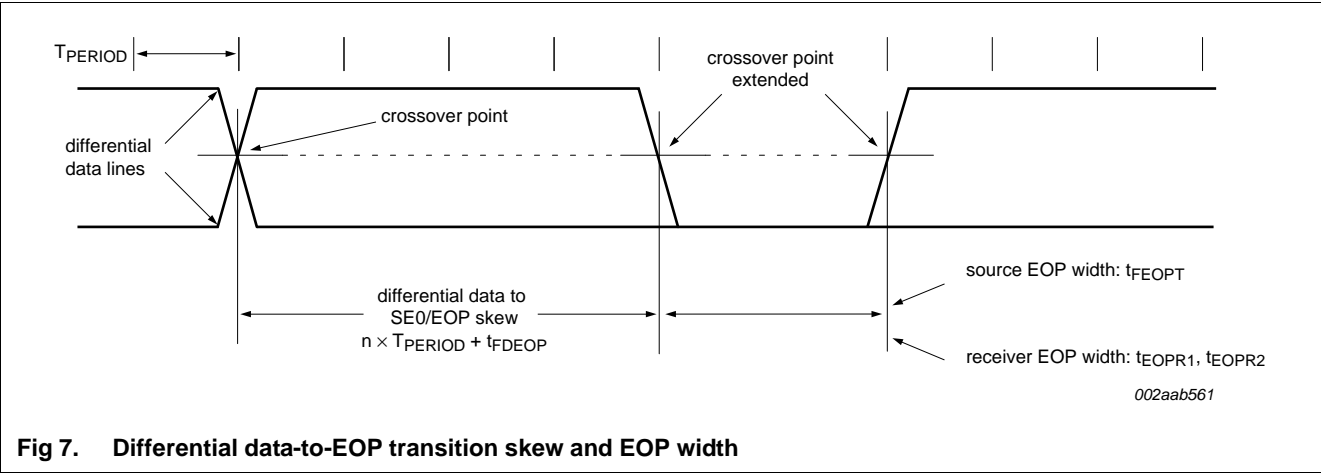 TPERIOD
crossover point
extended
crossover point
differential
data lines
source EOP width: tFEOPT
differential data to
SE0/EOP skew
n × TPERIOD + tFDEOP
receiver EOP width: tEOPR1, tEOPR2
002aab561
Fig 7. Differential data-to-EOP transition skew and EOP width